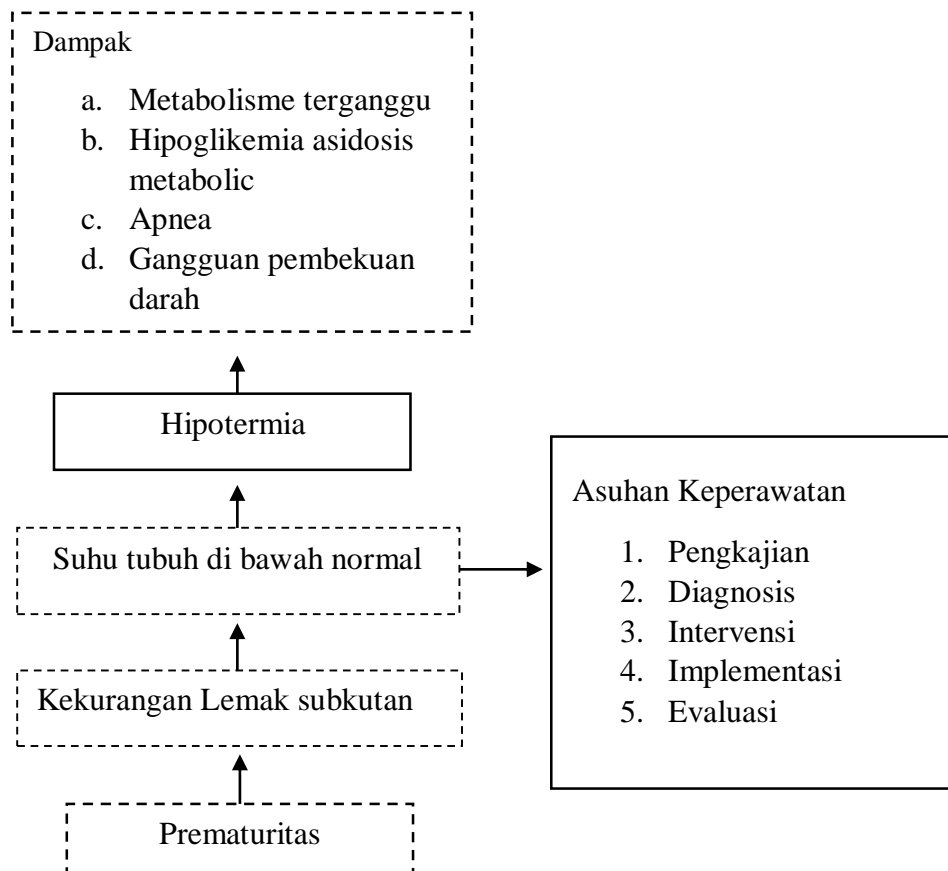 Dampak
a. Metabolisme terganggu
b. Hipoglikemia asidosis
metabolic
c. Apnea
d. Gangguan pembekuan
darah
Hipotermia
Suhu tubuh di bawah normal
Kekurangan Lemak subkutan
Prematuritas
Asuhan Keperawatan
1. Pengkajian
2. Diagnosis
3. Intervensi
4. Implementasi
5. Evaluasi